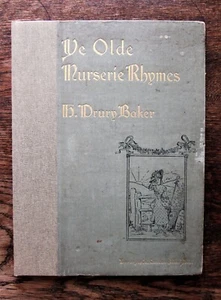 Ye Olde
Nurserie Rhymes
H. Drury Baker